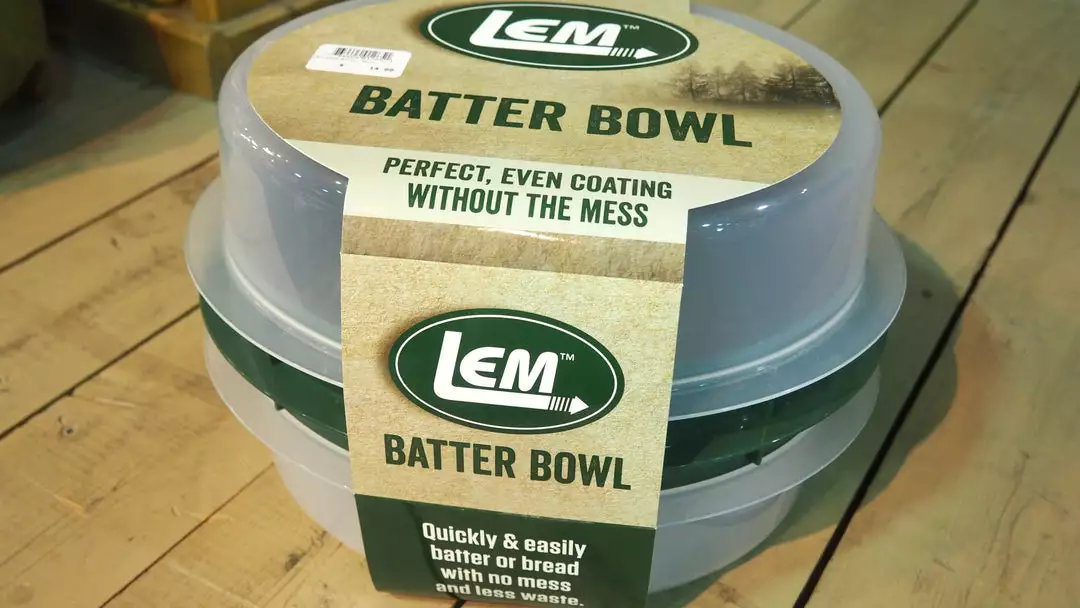 LEM™
BATTER BOWL
PERFECT, EVEN COATING
WITHOUT THE MESS
LEM™
BATTER BOWL
Quickly & easily
batter or bread
with no mess
and less waste.